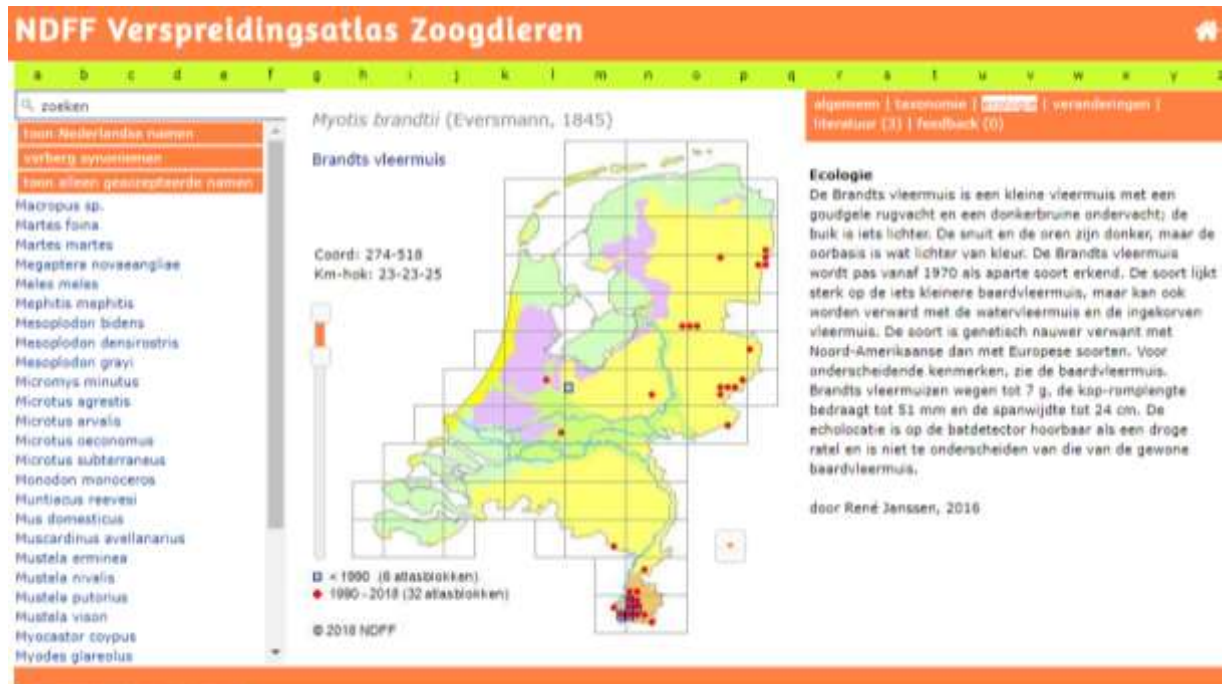 NDFF Verspreidingsatlas Zoogdieren
a b c d e f g h i j k l m n o p q r s t u v w x y z
zoeken
toon Nederlandse namen
verberg synoniemen
toon alleen geaccepteerde namen
Macropus sp.
Martes foina
Martes martes
Megaptera novaeangliae
Meles meles
Mephitis mephitis
Mesoplodon bidens
Mesoplodon densirostris
Mesoplodon grayi
Micromys minutus
Microtus agrestis
Microtus arvalis
Microtus oeconomus
Microtus subterraneus
Monodon monoceros
Muntiacus reevesi
Mus domesticus
Muscardinus avellanarius
Mustela erminea
Mustela nivalis
Mustela putorius
Mustela vison
Myocastor coypus
Myodes glareolus
Myotis brandtii (Eversmann, 1845)
Brandts vleermuis
Coord: 274-518
Km-hok: 23-23-25
< 1990 (6 atlasblokken)
1990 - 2018 (32 atlasblokken)
© 2018 NDFF
algemeen | taxonomie | ecologie | veranderingen |
literatuur (3) | feedback (0)
Ecologie
De Brandts vleermuis is een kleine vleermuis met een
goudgele rugvacht en een donkerbruine ondervacht; de
buik is iets lichter. De snuit en de oren zijn donker, maar de
oorbasis is wat lichter van kleur. De Brandts vleermuis
wordt pas vanaf 1970 als aparte soort erkend. De soort lijkt
sterk op de iets kleinere baardvleermuis, maar kan ook
worden verward met de watervleermuis en de ingekorven
vleermuis. De soort is genetisch nauwer verwant met
Noord-Amerikaanse dan met Europese soorten. Voor
onderscheidende kenmerken, zie de baardvleermuis.
Brandts vleermuizen wegen tot 7 g, de kop-romplengte
bedraagt tot 51 mm en de spanwijdte tot 24 cm. De
echolocatie is op de batdetector hoorbaar als een droge
ratel en is niet te onderscheiden van die van de gewone
baardvleermuis.
door René Janssen, 2016